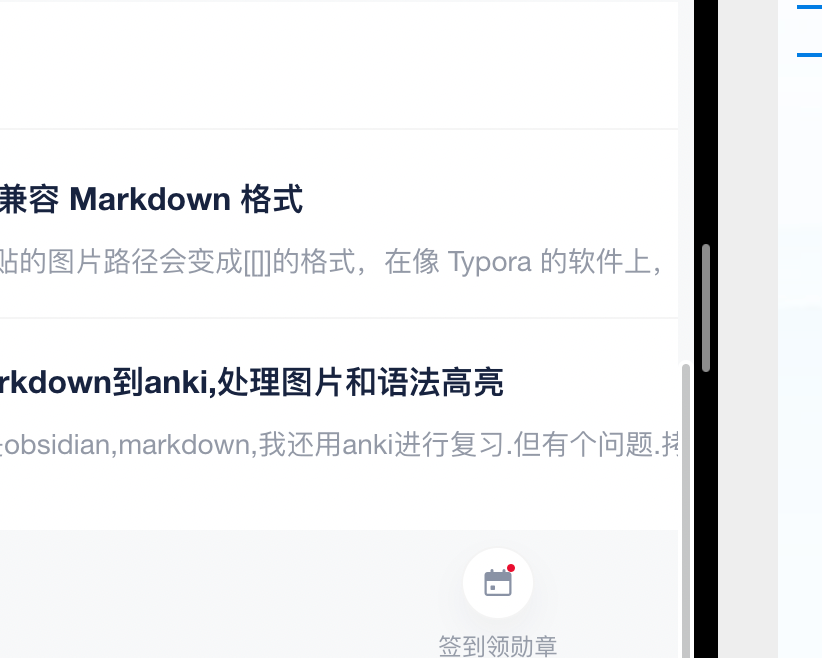 兼容 Markdown 格式
贴的图片路径会变成[[]]的格式，在像 Typora 的软件上，
rkdown到anki,处理图片和语法高亮
obsidian,markdown,我还用anki进行复习.但有个问题.拷
签到领勋章